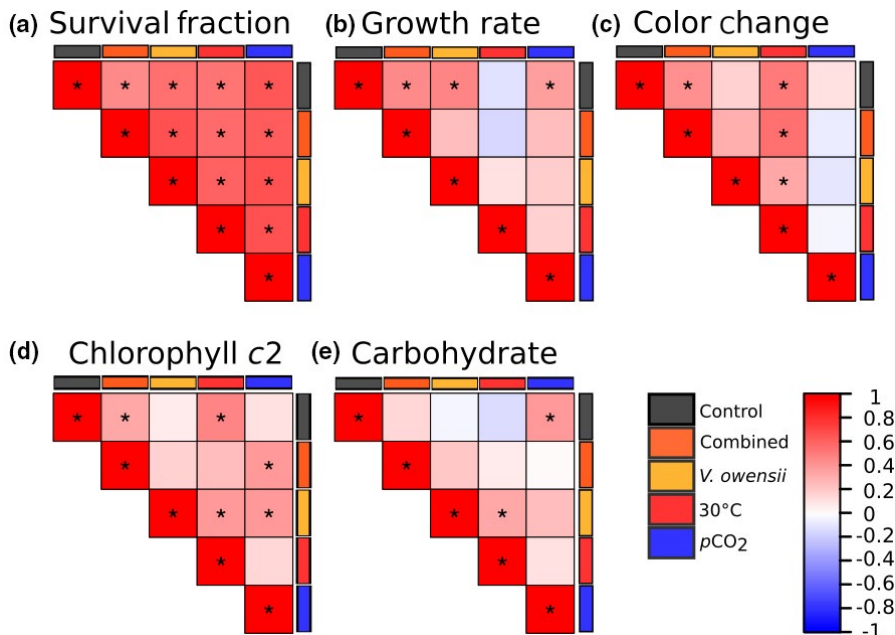 (a) Survival fraction
(b) Growth rate
(c) Color change
* * * * *
* * * *
* * *
* *
*
* * * *
*
*
*
*
* * *
* *
* *
*
*
(d) Chlorophyll c2
(e) Carbohydrate
* * *
* *
* * *
*
*
* *
*
* *
*
*
Control
Combined
V. owensii
30°C
pCO2
1
0.8
0.6
0.4
0.2
0
-0.2
-0.4
-0.6
-0.8
-1